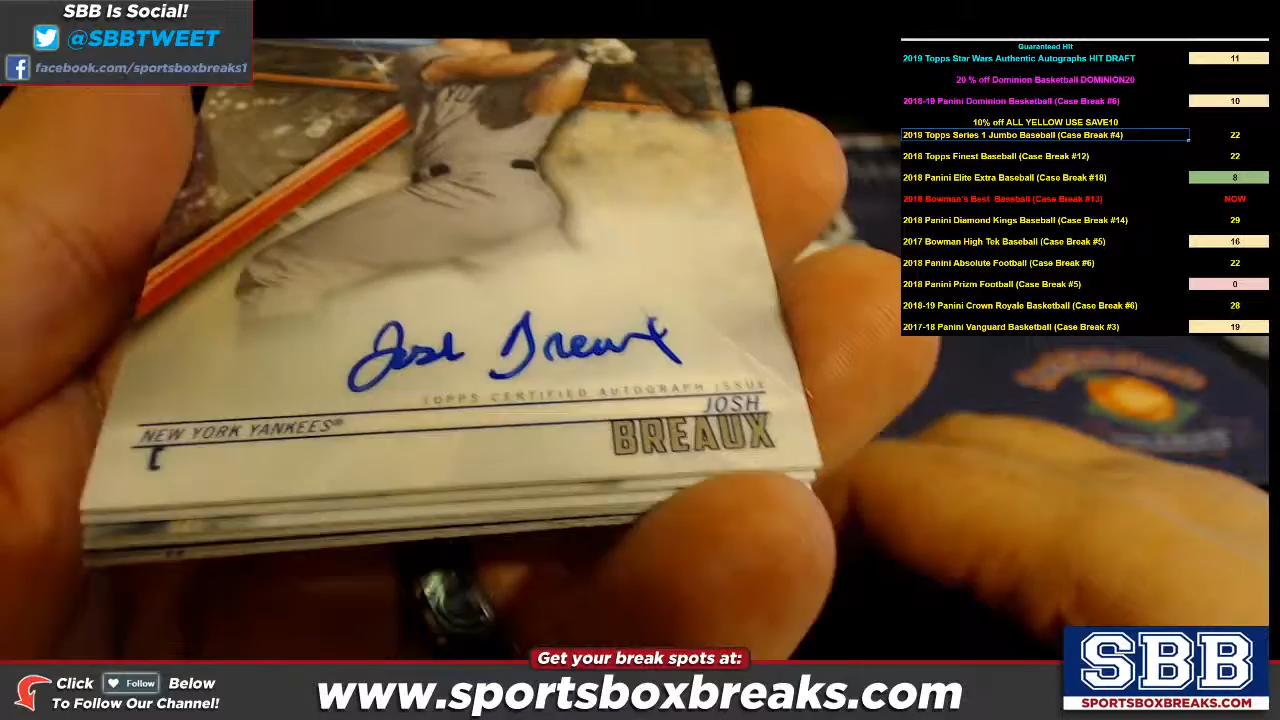 SBB Is Social!
@SBBTWEET
facebook.com/sportsboxbreaks1
Guaranteed Hit
2019 Topps Star Wars Authentic Autographs HIT DRAFT 11
20 % off Dominion Basketball DOMINION20
2018-19 Panini Dominion Basketball (Case Break #6) 10
10% off ALL YELLOW USE SAVE10
2019 Topps Series 1 Jumbo Baseball (Case Break #4) 22
2018 Topps Finest Baseball (Case Break #12) 22
2018 Panini Elite Extra Baseball (Case Break #18) 8
2018 Bowman's Best Baseball (Case Break #13) NOW
2018 Panini Diamond Kings Baseball (Case Break #14) 29
2017 Bowman High Tek Baseball (Case Break #5) 16
2018 Panini Absolute Football (Case Break #6) 22
2018 Panini Prizm Football (Case Break #5) 0
2018-19 Panini Crown Royale Basketball (Case Break #6) 28
2017-18 Panini Vanguard Basketball (Case Break #3) 19
Josh Breaux
TOPPS CERTIFIED AUTOGRAPH ISSUE
JOSH
BREAUX
NEW YORK YANKEES®
C
Get your break spots at:
www.sportsboxbreaks.com
Click Follow Below
To Follow Our Channel!
SBB
SPORTSBOXBREAKS.COM